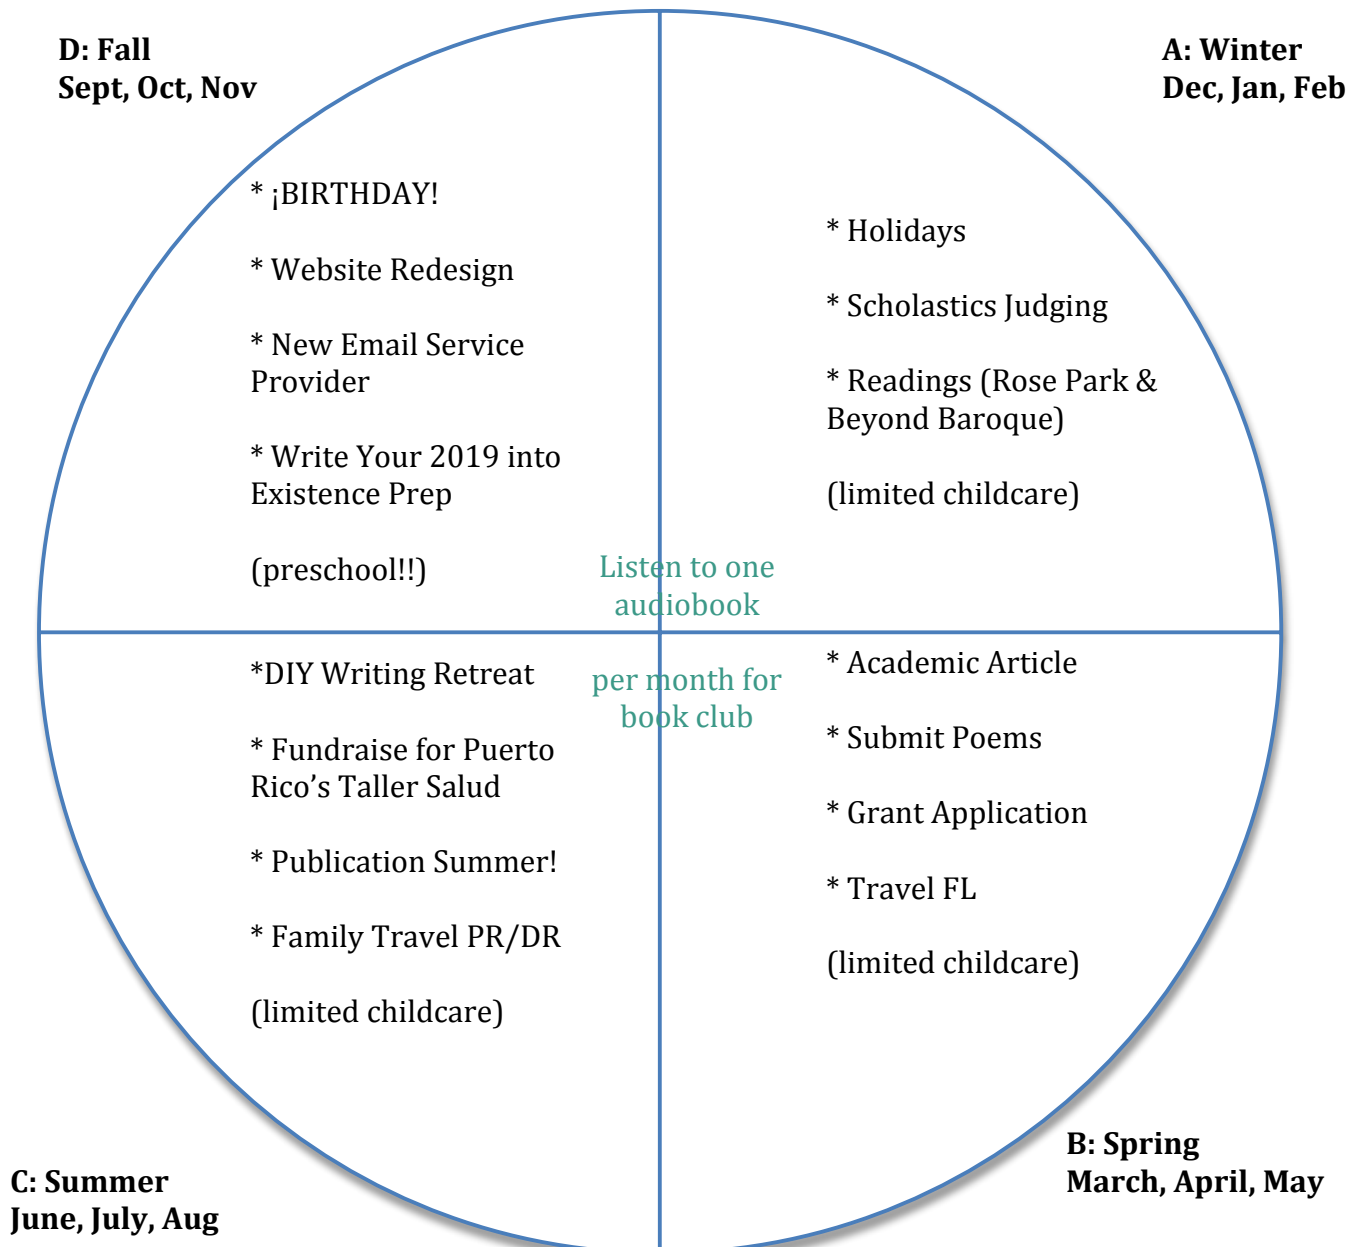 D: Fall
Sept, Oct, Nov
* ¡BIRTHDAY!
* Website Redesign
* New Email Service
Provider
* Write Your 2019 into
Existence Prep
(preschool!!)
A: Winter
Dec, Jan, Feb
* Holidays
* Scholastics Judging
* Readings (Rose Park &
Beyond Baroque)
(limited childcare)
Listen to one
audiobook
per month for
book club
*DIY Writing Retreat
* Fundraise for Puerto
Rico’s Taller Salud
* Publication Summer!
* Family Travel PR/DR
(limited childcare)
C: Summer
June, July, Aug
* Academic Article
* Submit Poems
* Grant Application
* Travel FL
(limited childcare)
B: Spring
March, April, May